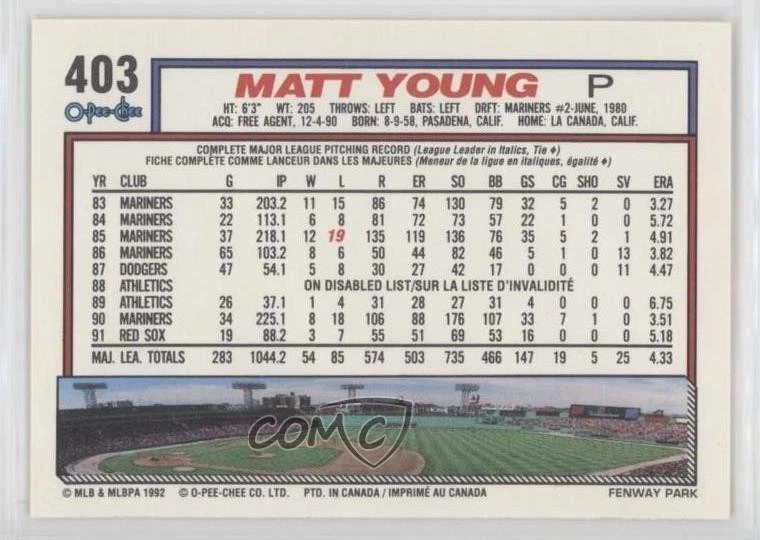 403
O-Pee-Chee
MATT YOUNG P
HT: 6'3" WT: 205 THROWS: LEFT BATS: LEFT DRFT: MARINERS #2-JUNE, 1980
ACQ: FREE AGENT, 12-4-90 BORN: 8-9-58, PASADENA, CALIF. HOME: LA CANADA, CALIF.
COMPLETE MAJOR LEAGUE PITCHING RECORD (League Leader in Italics, Tie ♦)
FICHE COMPLÈTE COMME LANCEUR DANS LES MAJEURES (Meneur de la ligue en italiques, égalité ♦)
YR CLUB G IP W L R ER SO BB GS CG SHO SV ERA
83 MARINERS 33 203.2 11 15 86 74 130 79 32 5 2 0 3.27
84 MARINERS 22 113.1 6 8 81 72 73 57 22 1 0 0 5.72
85 MARINERS 37 218.1 12 19 135 119 136 76 35 5 2 1 4.91
86 MARINERS 65 103.2 8 6 50 44 82 46 5 1 0 13 3.82
87 DODGERS 47 54.1 5 8 30 27 42 17 0 0 0 11 4.47
88 ATHLETICS ON DISABLED LIST/SUR LA LISTE D'INVALIDITÉ
89 ATHLETICS 26 37.1 1 4 31 28 27 31 4 0 0 0 6.75
90 MARINERS 34 225.1 8 18 106 88 176 107 33 7 1 0 3.51
91 RED SOX 19 88.2 3 7 55 51 69 53 16 0 0 0 5.18
MAJ. LEA. TOTALS 283 1044.2 54 85 574 503 735 466 147 19 5 25 4.33
COMC
© MLB & MLBPA 1992 © O-PEE-CHEE CO. LTD. PTD. IN CANADA / IMPRIMÉ AU CANADA FENWAY PARK